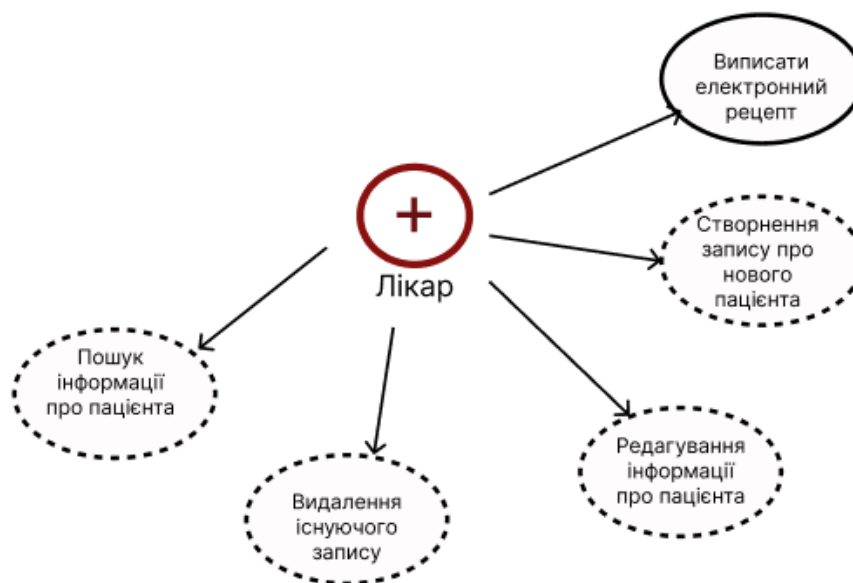 Виписати
електронний
рецепт
Створнення
запису про
нового
пацієнта
Лікар
Пошук
інформації
про пацієнта
Редагування
інформації
про пацієнта
Видалення
існуючого
запису